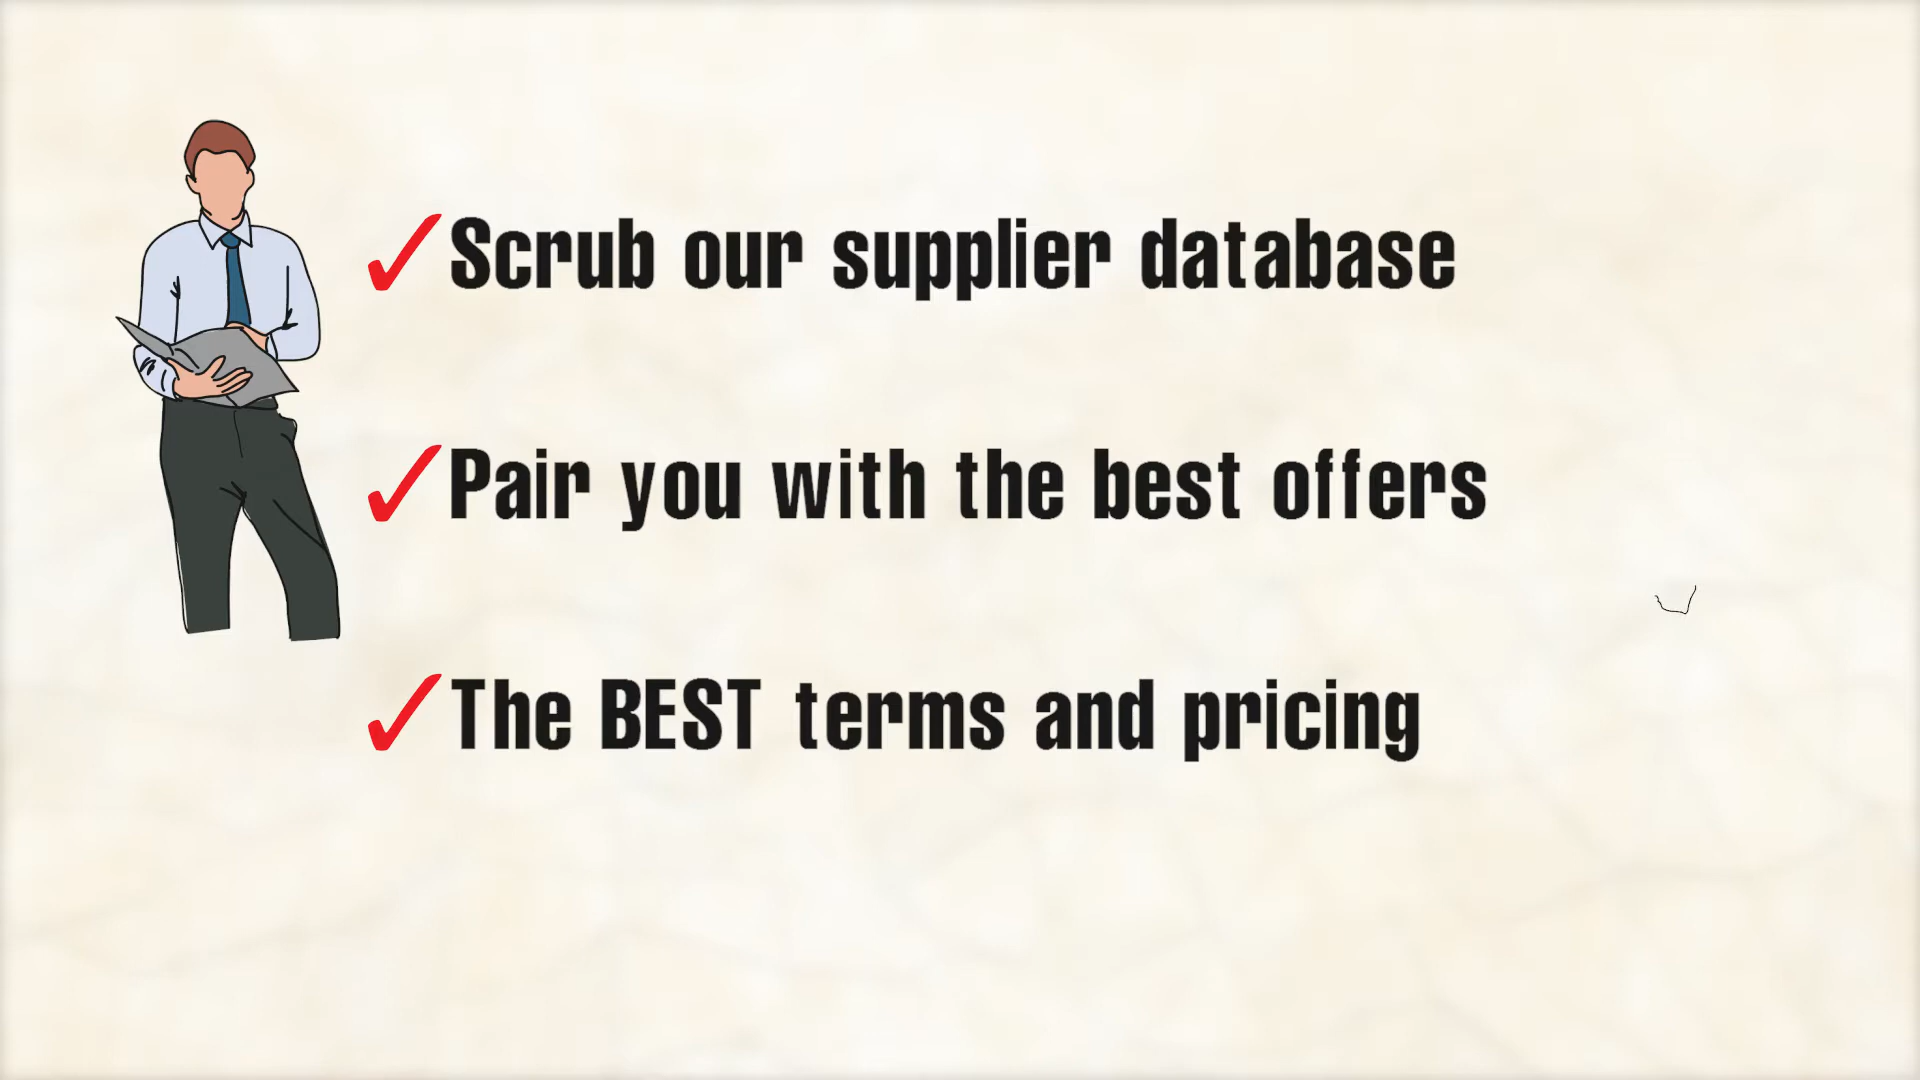 Scrub our supplier database
Pair you with the best offers
The BEST terms and pricing